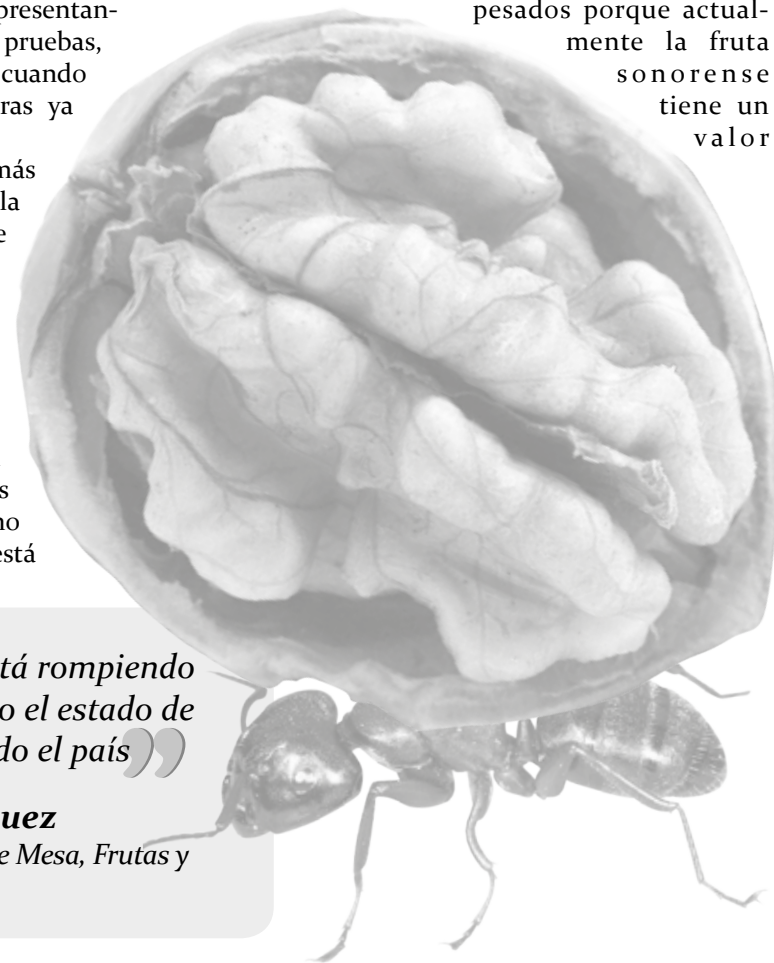 presentan-
pruebas,
cuando
ras ya
más
la
e
s
no
está
pesados porque actual-
mente la fruta
sonorense
tiene un
valor
tá rompiendo
o el estado de
do el país”
uez
e Mesa, Frutas y